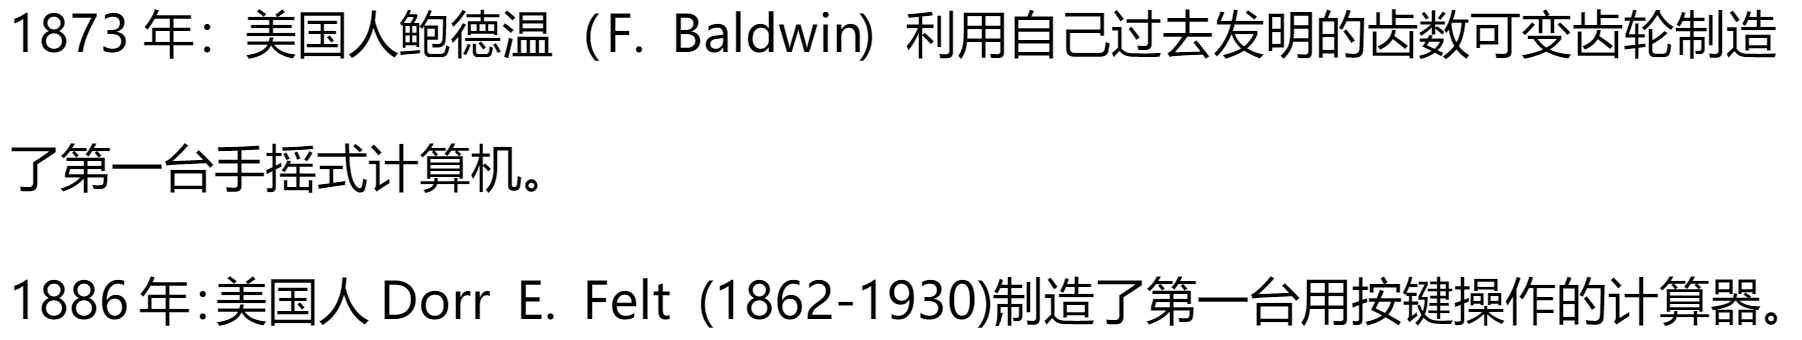 1873 年：美国人鲍德温（F. Baldwin）利用自己过去发明的齿数可变齿轮制造
了第一台手摇式计算机。
1886 年：美国人 Dorr E. Felt (1862-1930)制造了第一台用按键操作的计算器。